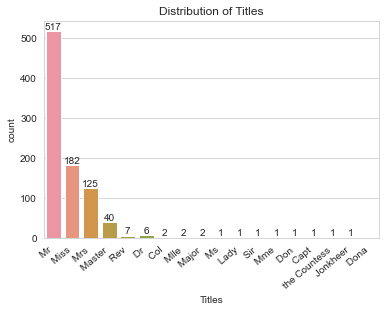 Distribution of Titles
count
500
400
300
200
100
0
517
182
125
40
7
6
2
2
2
1
1
1
1
1
1
1
1
Mr
Miss
Mrs
Master
Rev
Dr
Col
Mlle
Major
Ms
Lady
Sir
Mme
Don
Capt
the Countess
Jonkheer
Dona
Titles